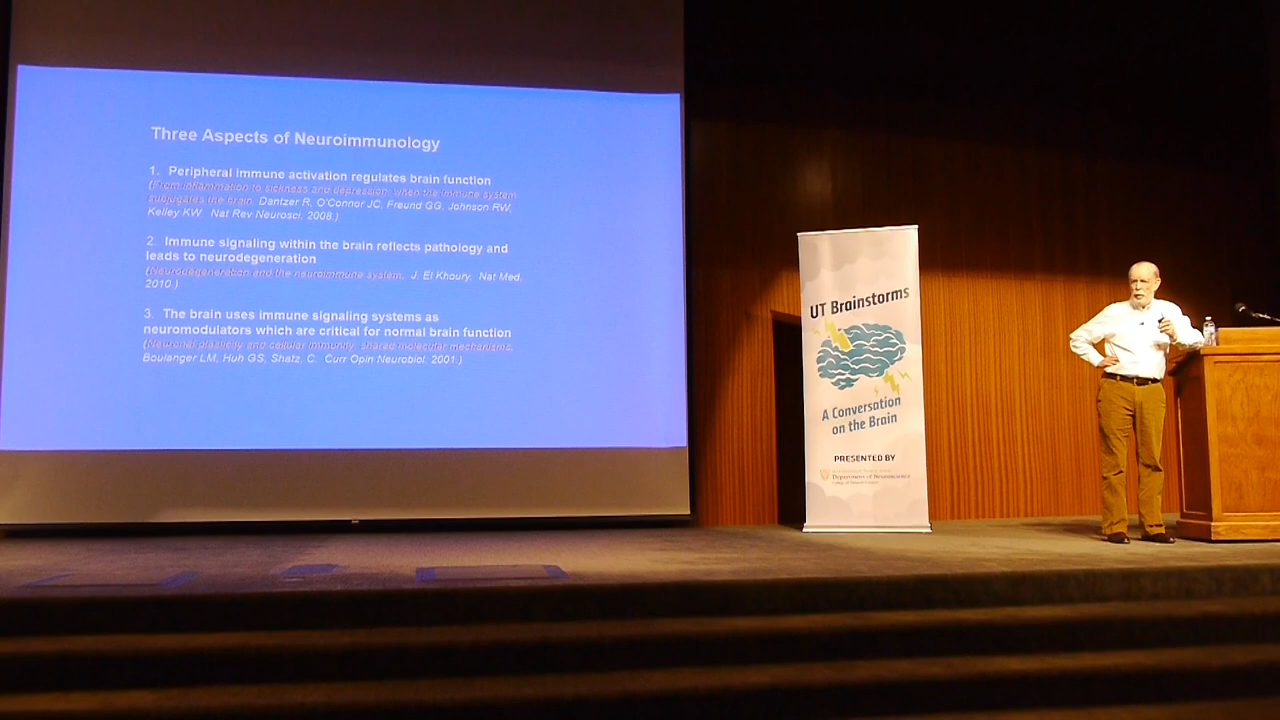 Three Aspects of Neuroimmunology
1. Peripheral immune activation regulates brain function
(From inflammation to sickness and depression: when the immune system
subjugates the brain. Dantzer R, O'Connor JC, Freund GG, Johnson RW,
Kelley KW. Nat Rev Neurosci. 2008.)
2. Immune signaling within the brain reflects pathology and
leads to neurodegeneration
(Neurodegeneration and the neuroimmune system. J. El Khoury. Nat Med.
2010.)
3. The brain uses immune signaling systems as
neuromodulators which are critical for normal brain function
(Neuronal plasticity and cellular immunity: shared molecular mechanisms.
Boulanger LM, Huh GS, Shatz. C. Curr Opin Neurobiol. 2001.)
UT Brainstorms
A Conversation
on the Brain
PRESENTED BY
Department of Neuroscience